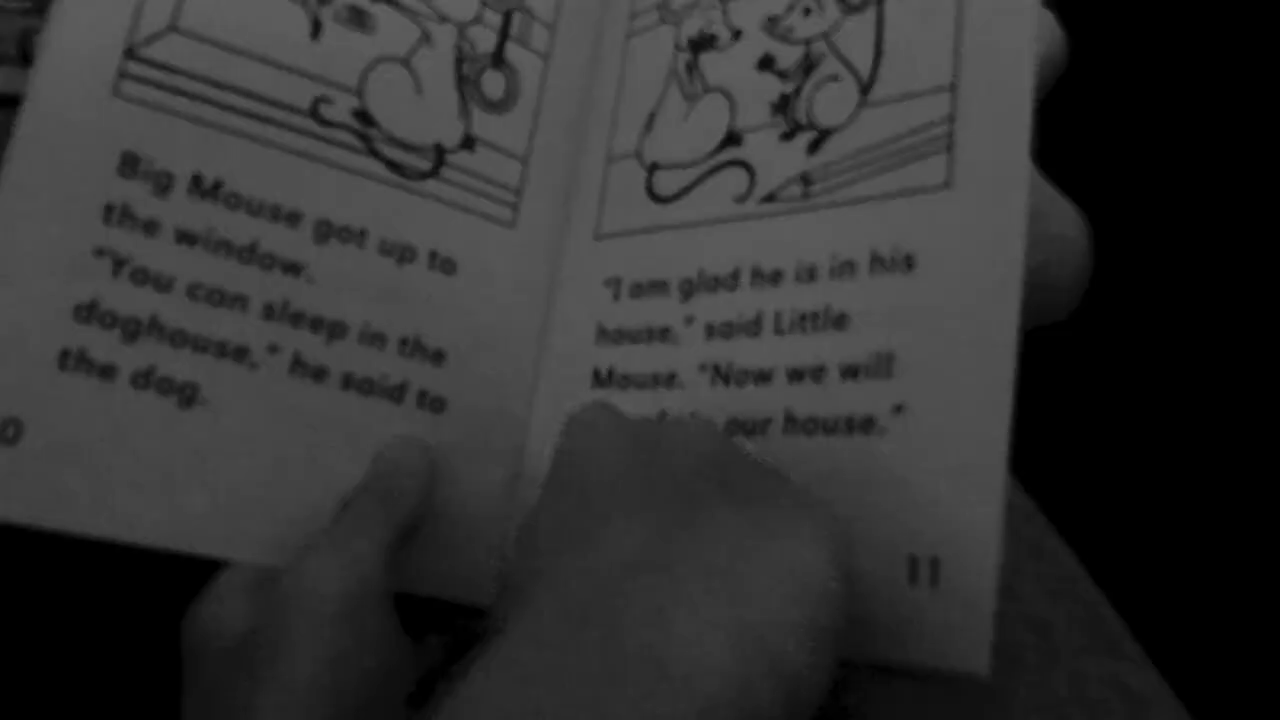 Big Mouse got up to
the window.
"You can sleep in the
doghouse," he said to
the dog.
0
"I am glad he is in his
house," said Little
Mouse. "Now we will
our house."
11